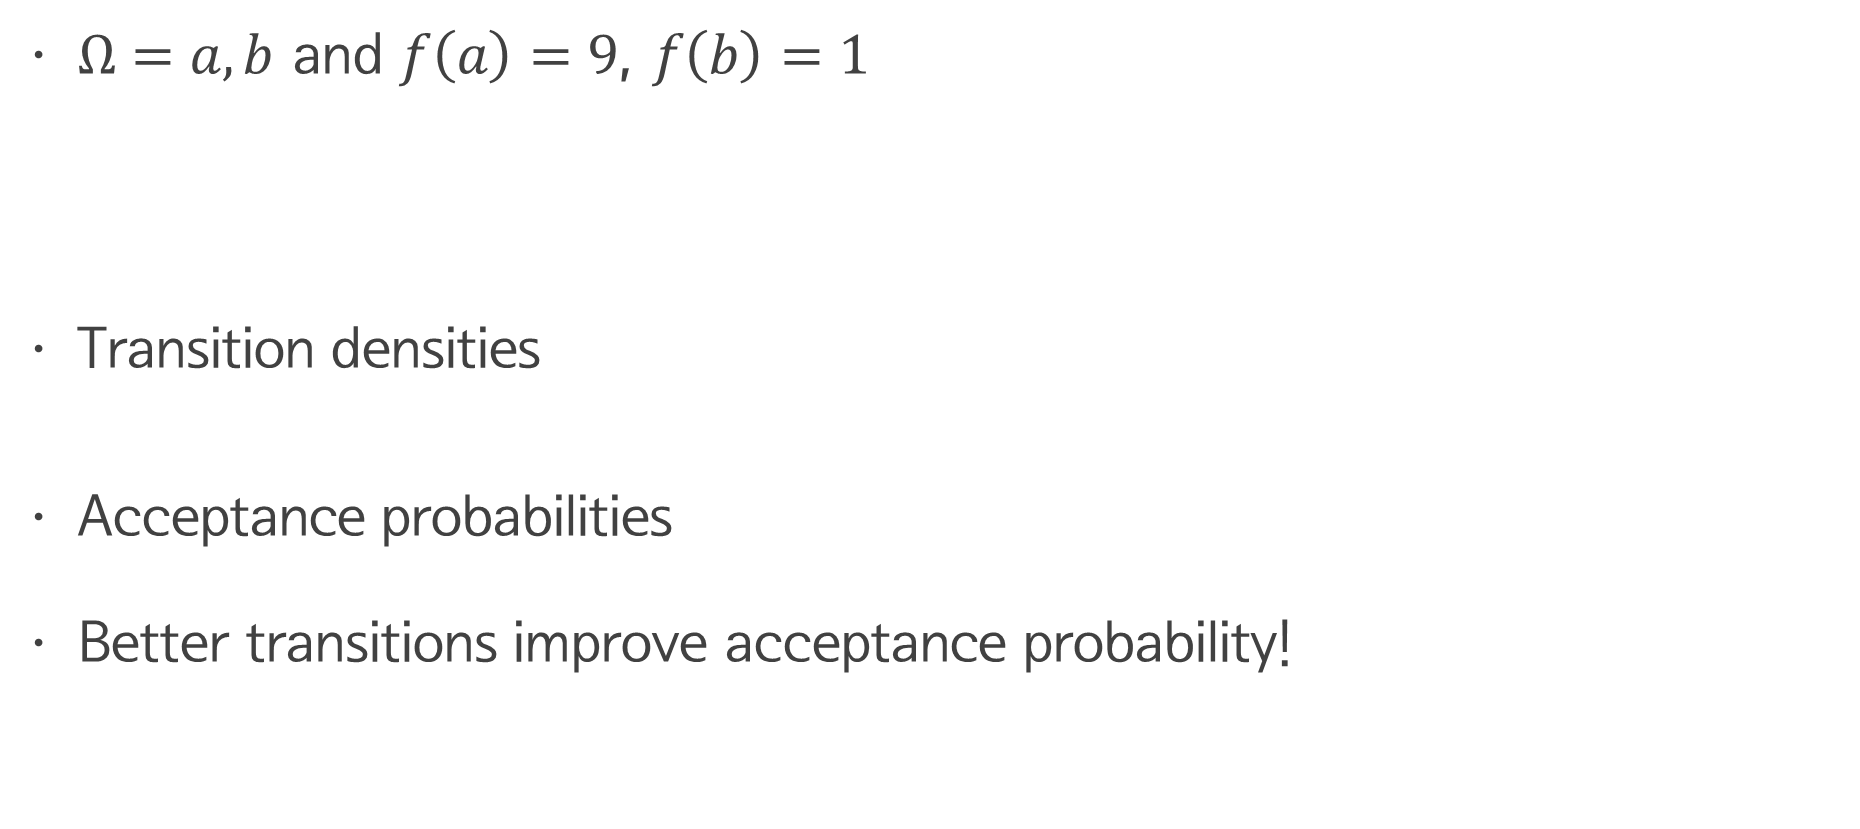 · Ω = a, b and f(a) = 9, f(b) = 1
· Transition densities
· Acceptance probabilities
· Better transitions improve acceptance probability!